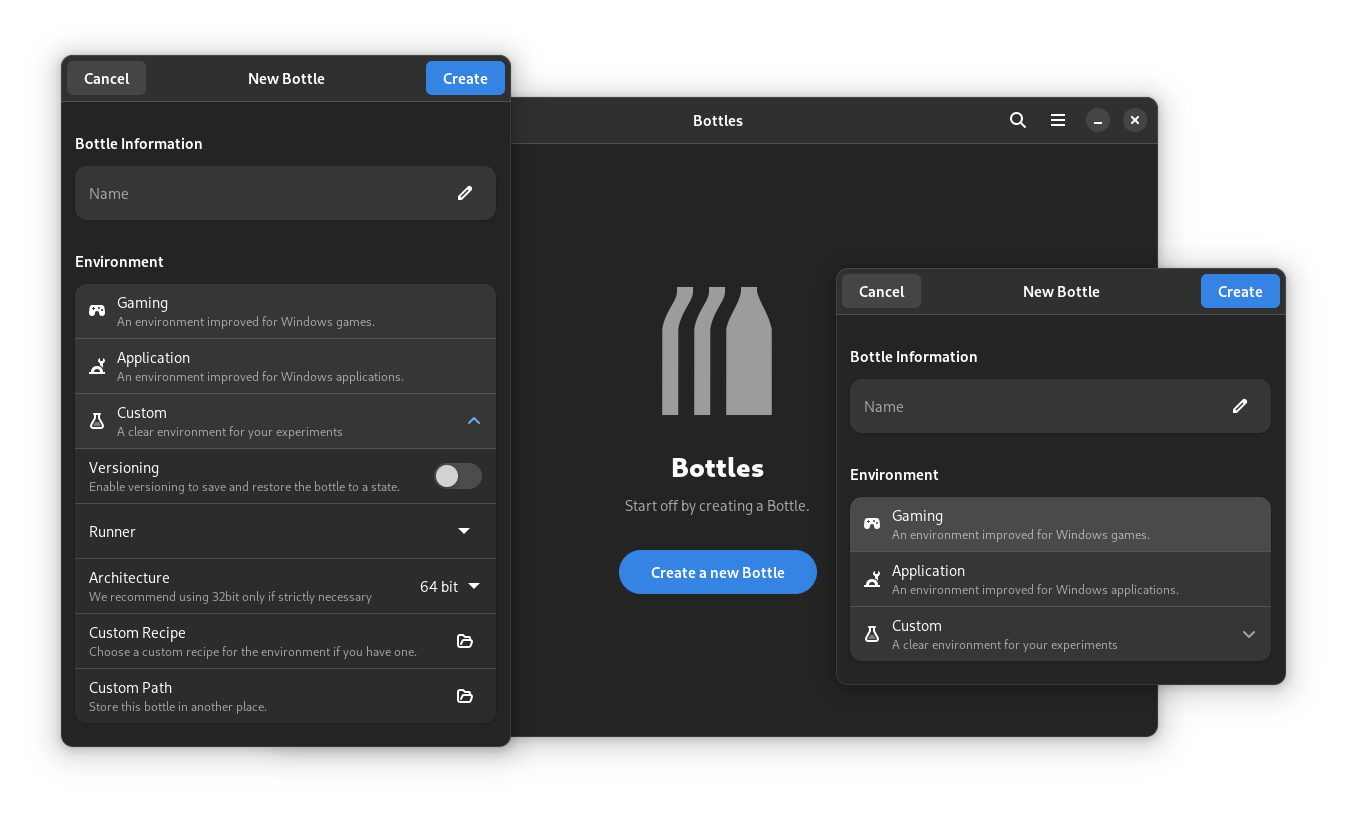 Cancel New Bottle Create
Bottle Information
Name
Environment
Gaming
An environment improved for Windows games.
Application
An environment improved for Windows applications.
Custom
A clear environment for your experiments
Versioning
Enable versioning to save and restore the bottle to a state.
Runner
Architecture
We recommend using 32bit only if strictly necessary
64 bit
Custom Recipe
Choose a custom recipe for the environment if you have one.
Custom Path
Store this bottle in another place.
Bottles
Bottles
Start off by creating a Bottle.
Create a new Bottle
Cancel New Bottle Create
Bottle Information
Name
Environment
Gaming
An environment improved for Windows games.
Application
An environment improved for Windows applications.
Custom
A clear environment for your experiments